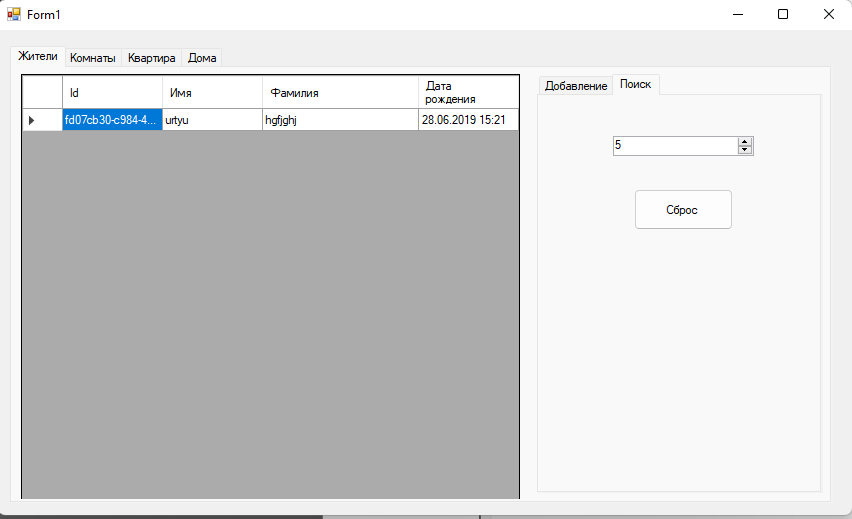 Form1
Жители Комнаты Квартира Дома
Id Имя Фамилия Дата рождения
fd07cb30-c984-4... urtyu hgfjghj 28.06.2019 15:21
Добавление Поиск
5
Сброс